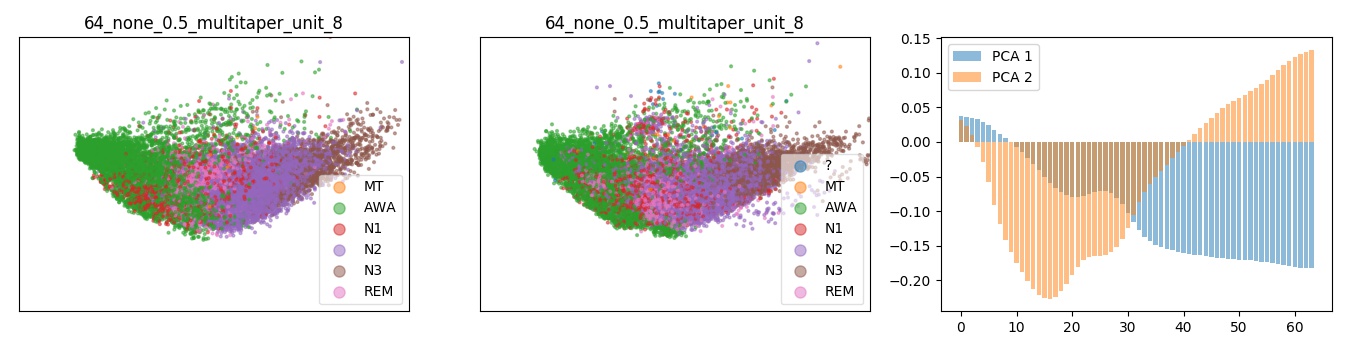 64_none_0.5_multitaper_unit_8
MT
AWA
N1
N2
N3
REM
64_none_0.5_multitaper_unit_8
?
MT
AWA
N1
N2
N3
REM
PCA 1
PCA 2
0.15
0.10
0.05
0.00
−0.05
−0.10
−0.15
−0.20
0 10 20 30 40 50 60